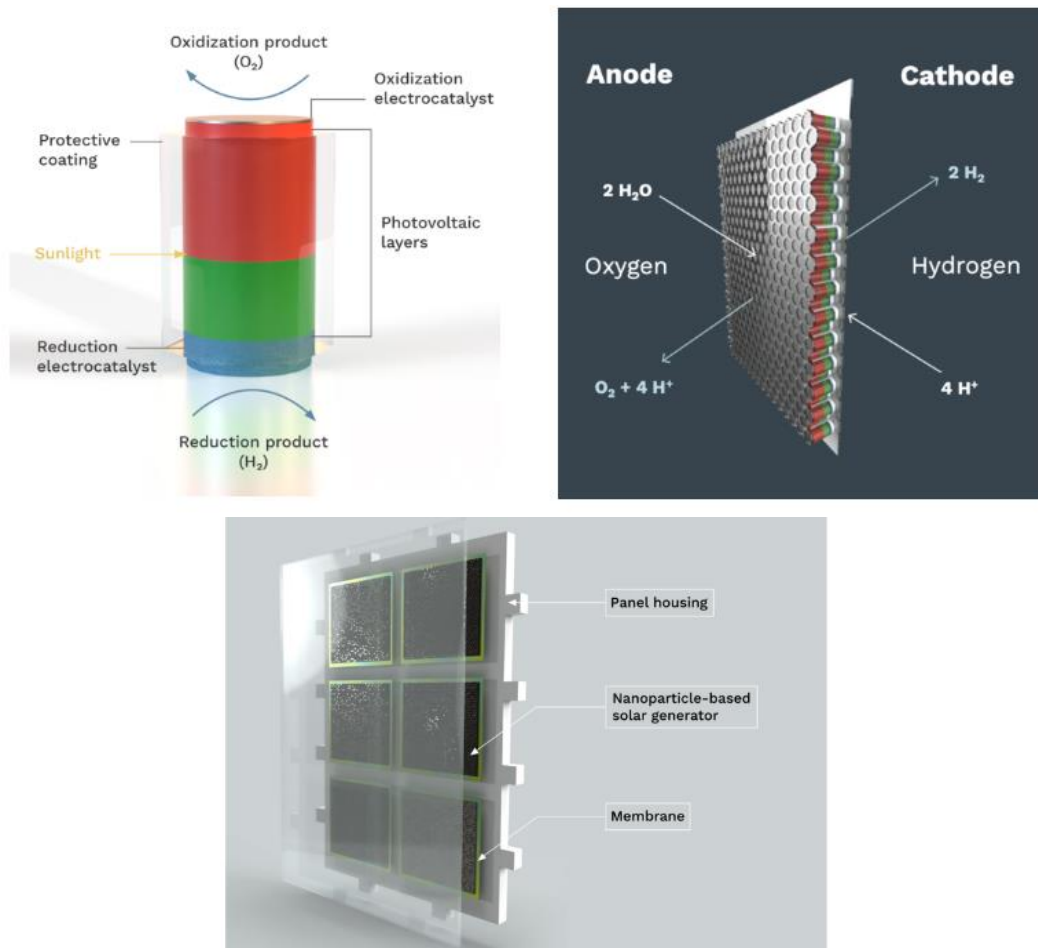 Oxidization product
(O₂)
Oxidization
electrocatalyst
Protective
coating
Photovoltaic
layers
Sunlight
Reduction
electrocatalyst
Reduction product
(H₂)
Anode
Cathode
2 H₂O
2 H₂
Oxygen
Hydrogen
O₂ + 4 H⁺
4 H⁺
Panel housing
Nanoparticle-based
solar generator
Membrane